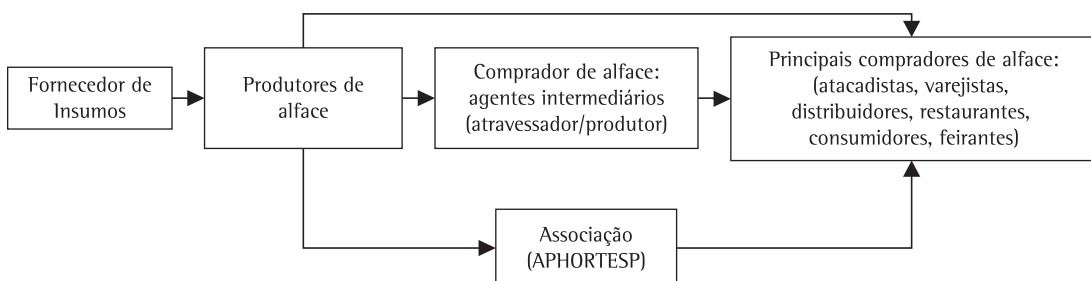 Fornecedor de
Insumos
Produtores de
alface
Comprador de alface:
agentes intermediários
(atravessador/produtor)
Principais compradores de alface:
(atacadistas, varejistas,
distribuidores, restaurantes,
consumidores, feirantes)
Associação
(APHORTESP)